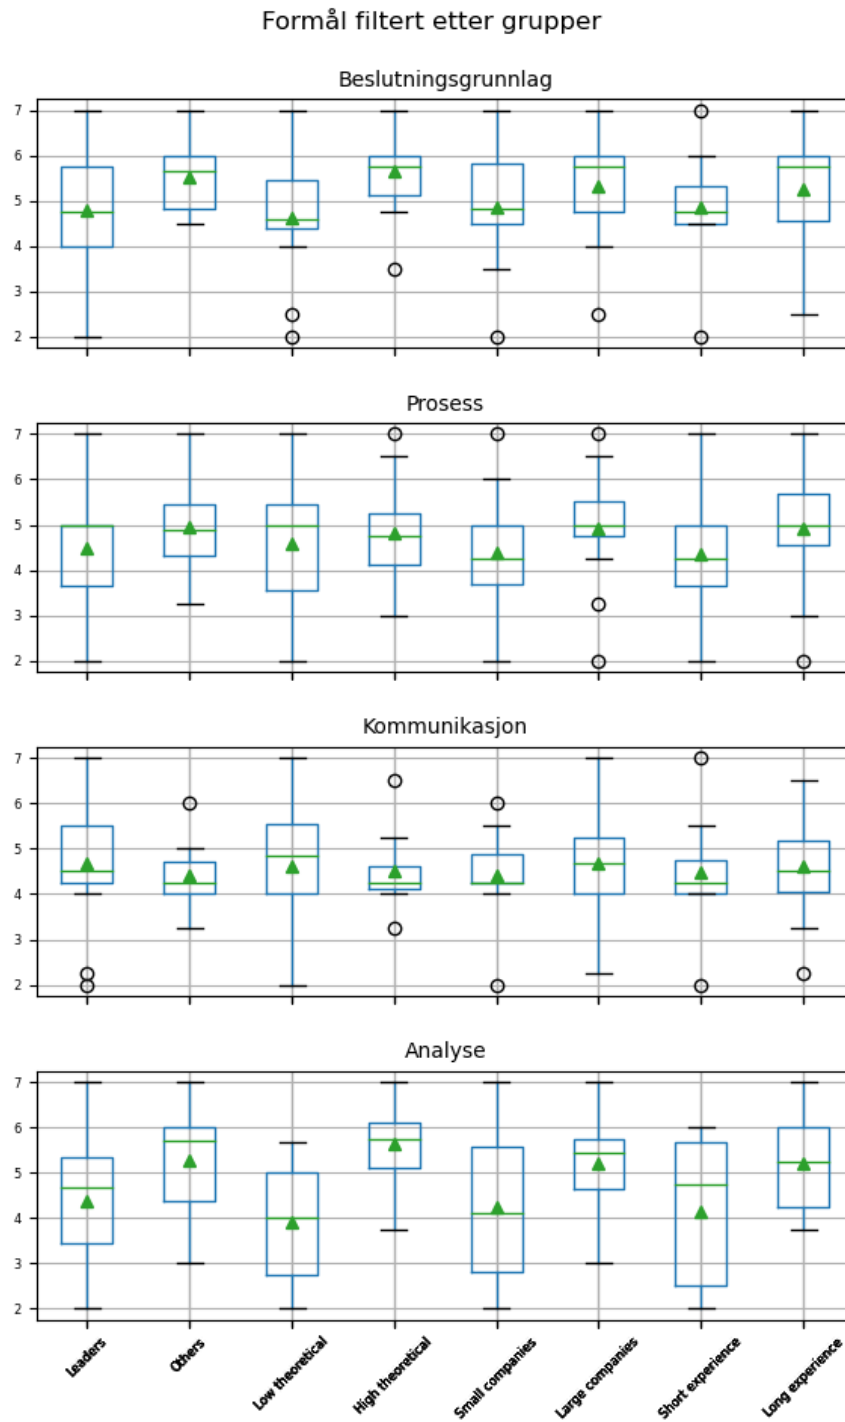 Formål filtert etter grupper
Beslutningsgrunnlag
7
6
5
4
3
2
Prosess
7
6
5
4
3
2
Kommunikasjon
7
6
5
4
3
2
Analyse
7
6
5
4
3
2
Leaders
Others
Low theoretical
High theoretical
Small companies
Large companies
Short experience
Long experience